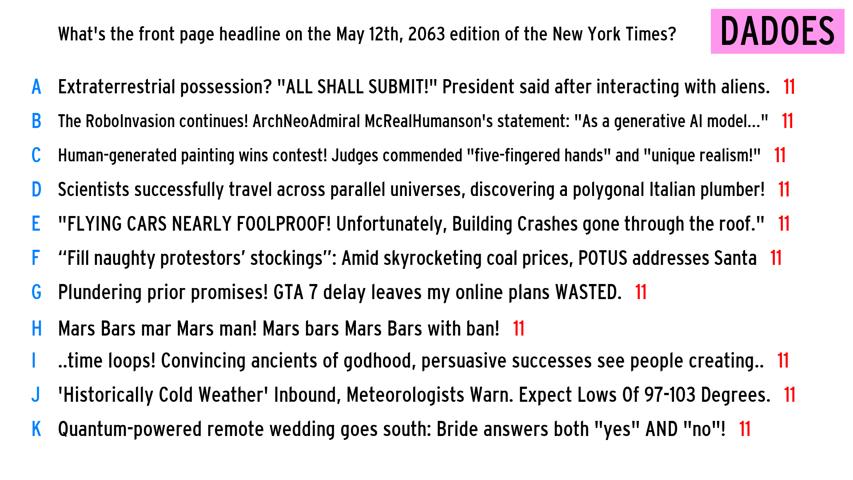 What's the front page headline on the May 12th, 2063 edition of the New York Times?
DADOES
A Extraterrestrial possession? "ALL SHALL SUBMIT!" President said after interacting with aliens. 11
B The RoboInvasion continues! ArchNeoAdmiral McRealHumanson's statement: "As a generative AI model..." 11
C Human-generated painting wins contest! Judges commended "five-fingered hands" and "unique realism!" 11
D Scientists successfully travel across parallel universes, discovering a polygonal Italian plumber! 11
E "FLYING CARS NEARLY FOOLPROOF! Unfortunately, Building Crashes gone through the roof." 11
F “Fill naughty protestors’ stockings”: Amid skyrocketing coal prices, POTUS addresses Santa 11
G Plundering prior promises! GTA 7 delay leaves my online plans WASTED. 11
H Mars Bars mar Mars man! Mars bars Mars Bars with ban! 11
I ..time loops! Convincing ancients of godhood, persuasive successes see people creating.. 11
J 'Historically Cold Weather' Inbound, Meteorologists Warn. Expect Lows Of 97-103 Degrees. 11
K Quantum-powered remote wedding goes south: Bride answers both "yes" AND "no"! 11